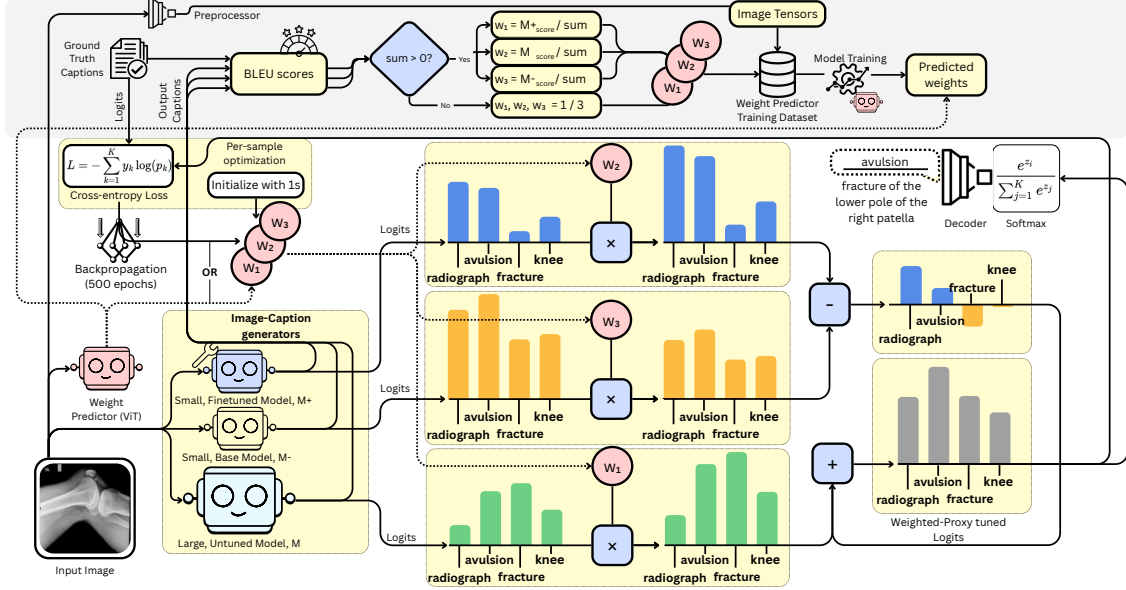 Preprocessor
Image Tensors
Ground
Truth
Captions
BLEU scores
sum > 0?
Yes
No
w₁ = M+score / sum
w₂ = M score / sum
w₃ = M-score / sum
w₁, w₂, w₃ = 1 / 3
W₃
W₂
W₁
Weight Predictor
Training Dataset
Model Training
Predicted
weights
Logits
Output
Captions
L = − ∑ₖ₌₁ᴷ yₖ log(pₖ)
Cross-entropy Loss
Per-sample
optimization
Initialize with 1s
W₃
W₂
W₁
Backpropagation
(500 epochs)
OR
Weight
Predictor (ViT)
Input Image
Image-Caption
generators
Small, Finetuned Model, M+
Small, Base Model, M-
Large, Untuned Model, M
Logits
Logits
Logits
radiograph
avulsion
fracture
knee
W₂
×
radiograph
avulsion
fracture
knee
radiograph
avulsion
fracture
knee
W₃
×
radiograph
avulsion
fracture
knee
radiograph
avulsion
fracture
knee
W₁
×
radiograph
avulsion
fracture
knee
-
+
avulsion
fracture of the
lower pole of the
right patella
Decoder
e^{z_i} / ∑_{j=1}^{K} e^{z_j}
Softmax
knee
fracture
avulsion
radiograph
radiograph
avulsion
fracture
knee
Weighted-Proxy tuned
Logits